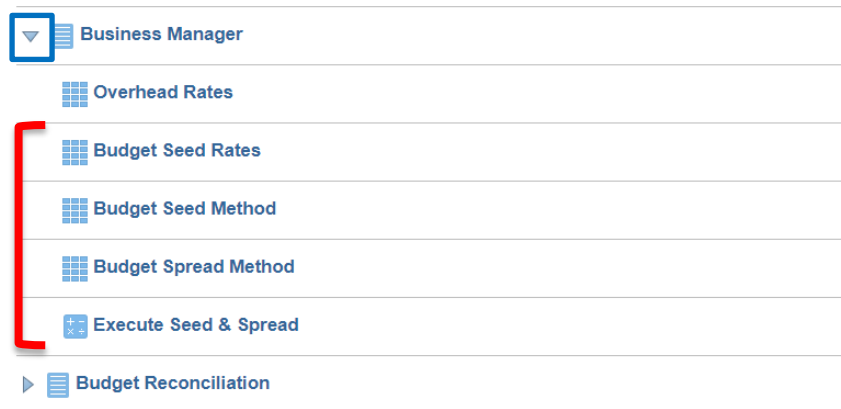 Business Manager
Overhead Rates
Budget Seed Rates
Budget Seed Method
Budget Spread Method
Execute Seed & Spread
Budget Reconciliation